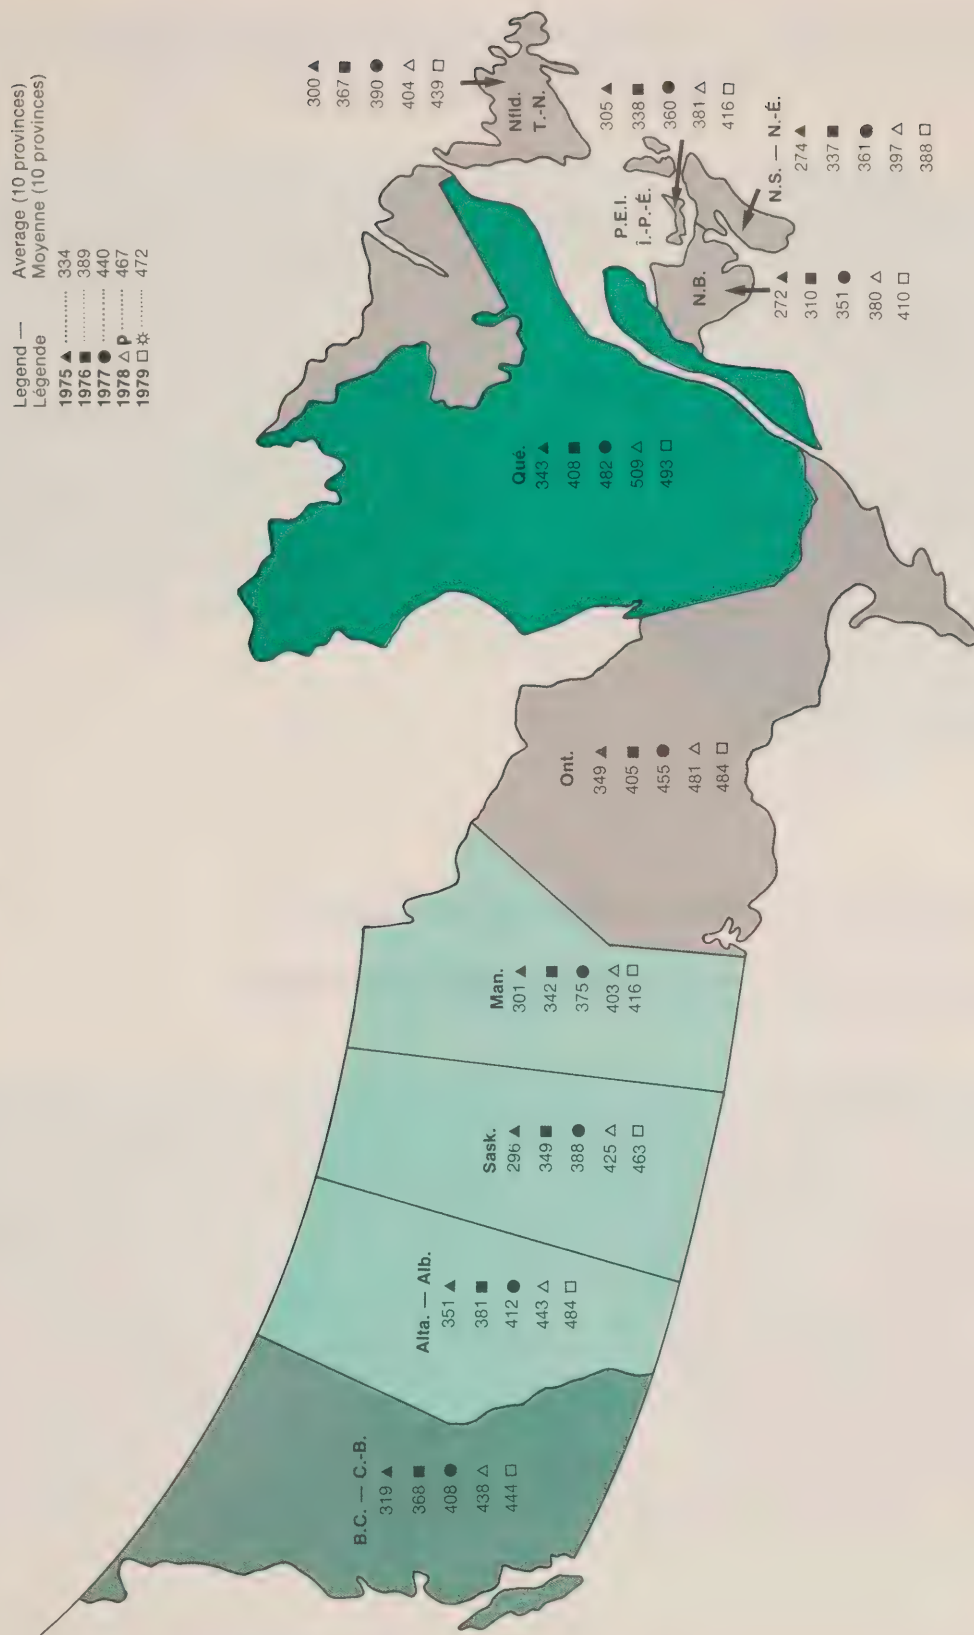 Legend — Average (10 provinces)
Légende Moyenne (10 provinces)
1975 ▲ .......... 334
1976 ■ .......... 389
1977 ● .......... 440
1978 △ P ....... 467
1979 □ ☼ .......... 472
B.C. — C.-B.
319 ▲
368 ■
408 ●
438 △
444 □
Alta. — Alb.
351 ▲
381 ■
412 ●
443 △
484 □
Sask.
296 ▲
349 ■
388 ●
425 △
463 □
Man.
301 ▲
342 ■
375 ●
403 △
416 □
Ont.
349 ▲
405 ■
455 ●
481 △
484 □
Qué.
343 ▲
408 ■
482 ●
509 △
493 □
Nfld.
T.-N.
300 ▲
367 ■
390 ●
404 △
439 □
P.E.I.
Î.-P.-É.
305 ▲
338 ■
360 ●
381 △
416 □
N.B.
272 ▲
310 ■
351 ●
380 △
410 □
N.S. — N.-É.
274 ▲
337 ■
361 ●
397 △
388 □